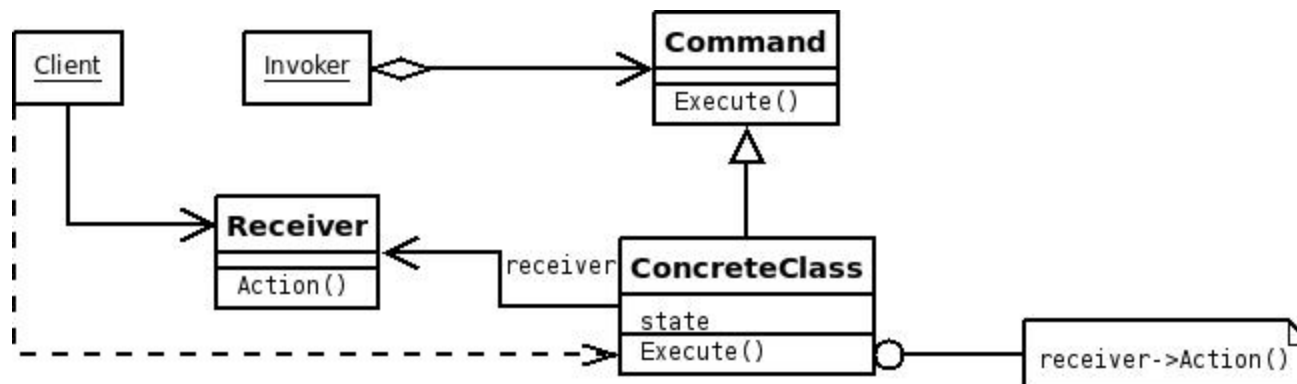 Client
Invoker
Command
Execute()
Receiver
Action()
receiver
ConcreteClass
state
Execute()
receiver->Action()